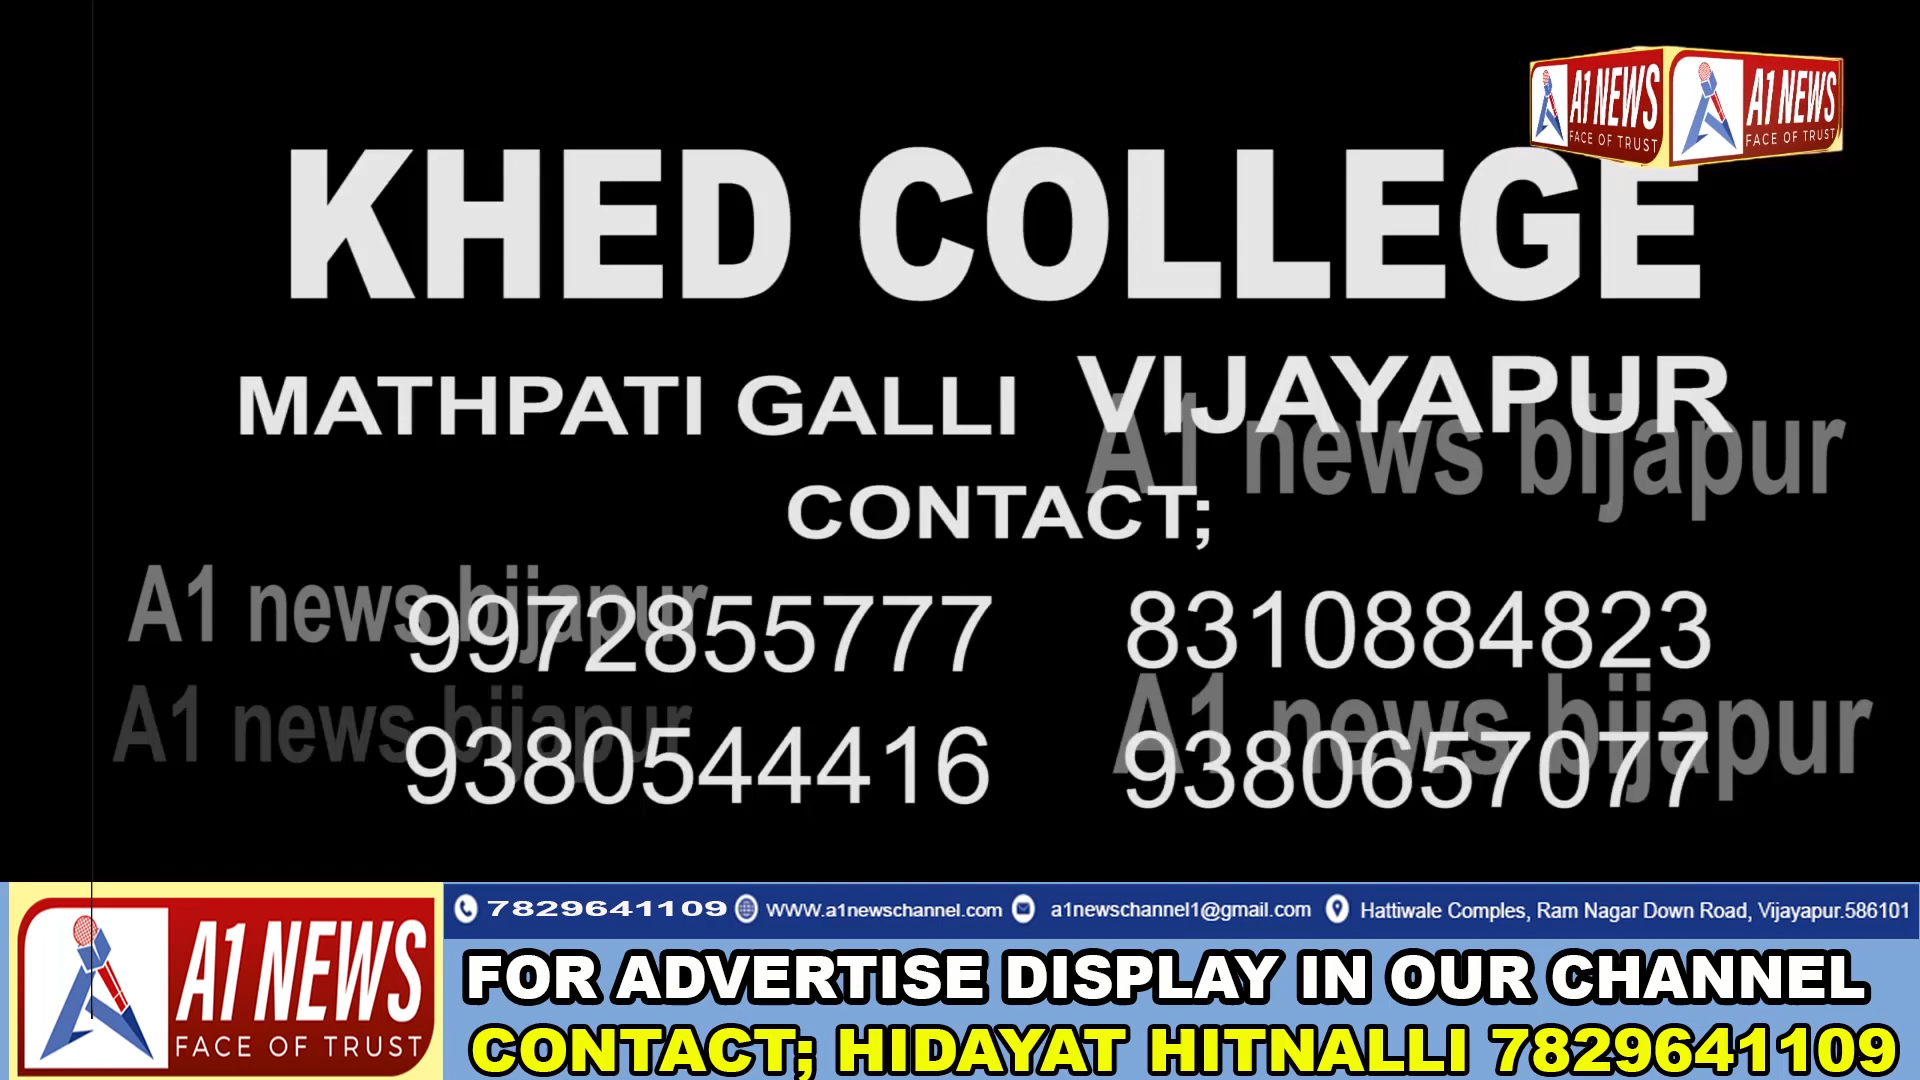 A1 NEWS
FACE OF TRUST
A1 NEWS
FACE OF TRUST
KHED COLLEGE
MATHPATI GALLI VIJAYAPUR
A1 news bijapur
CONTACT;
A1 news bijapur
9972855777 8310884823
A1 news bijapur
A1 news bijapur
9380544416 9380657077
7829641109 WWW.a1newschannel.com a1newschannel1@gmail.com Hattiwale Comples, Ram Nagar Down Road, Vijayapur.586101
A1 NEWS
FACE OF TRUST
FOR ADVERTISE DISPLAY IN OUR CHANNEL
CONTACT; HIDAYAT HITNALLI 7829641109